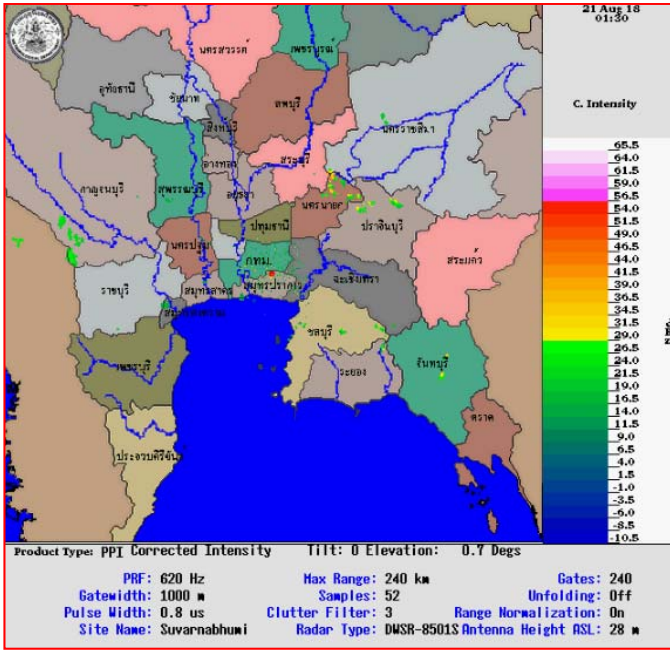 21 Aug 18
01:30
นครสวรรค์
เพชรบูรณ์
อุทัยธานี
ชัยนาท
ลพบุรี
สิงหบุรี
นครราชสีมา
อ่างทอง
สระบุรี
กาญจนบุรี
สุพรรณบุรี
อยุธยา
นครนายก
ปราจีนบุรี
ปทุมธานี
นครปฐม
สระแก้ว
กทม.
ราชบุรี
สมุทรสาคร
สมุทรปราการ
ฉะเชิงเทรา
สมุทรสงคราม
ชลบุรี
เพชรบุรี
ระยอง
จันทบุรี
ตราด
ประจวบคีรีขันธ์
C. Intensity
65.5
64.0
61.5
59.0
56.5
54.0
51.5
49.0
46.5
44.0
41.5
39.0
36.5
34.0
31.5
29.0
26.5
24.0
21.5
19.0
16.5
14.0
11.5
9.0
6.5
4.0
1.5
-1.0
-3.5
-6.0
-8.5
-10.5
Product Type: PPI Corrected Intensity Tilt: 0 Elevation: 0.7 Degs
PRF: 620 Hz Max Range: 240 km Gates: 240
Gatewidth: 1000 m Samples: 52 Unfolding: Off
Pulse Width: 0.8 us Clutter Filter: 3 Range Normalization: On
Site Name: Suvarnabhumi Radar Type: DWSR-8501S Antenna Height ASL: 28 m